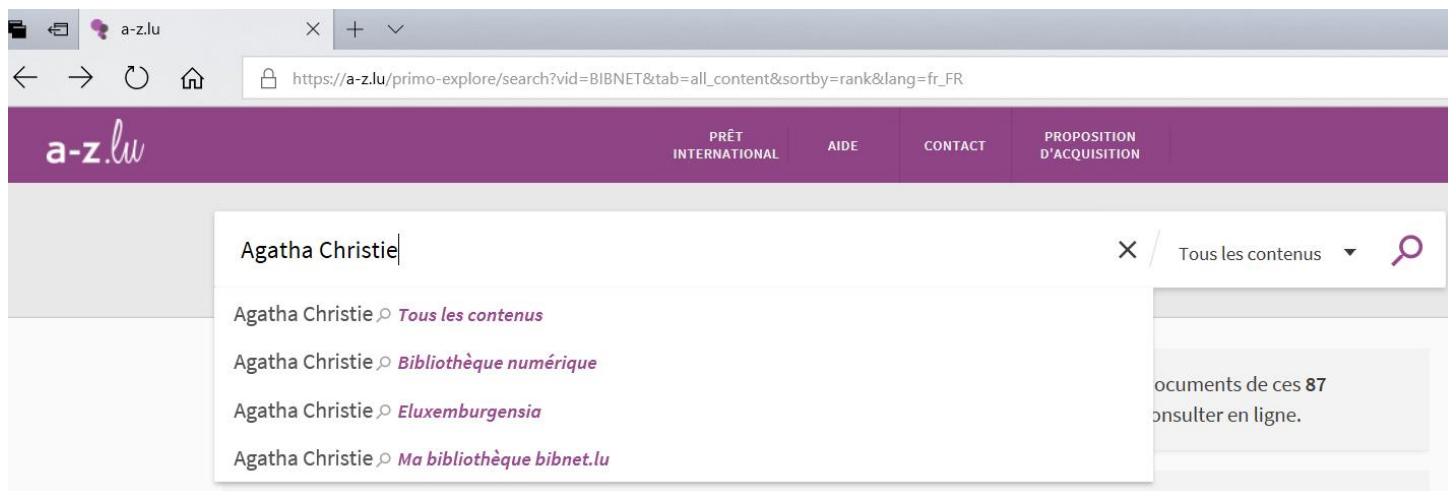 a-z.lu
https://a-z.lu/primo-explore/search?vid=BIBNET&tab=all_content&sortby=rank&lang=fr_FR
a-z.lu
PRÊT
INTERNATIONAL
AIDE
CONTACT
PROPOSITION
D'ACQUISITION
Agatha Christie
Tous les contenus
Agatha Christie Tous les contenus
Agatha Christie Bibliothèque numérique
Agatha Christie Eluxemburgensia
Agatha Christie Ma bibliothèque bibnet.lu
ocuments de ces 87
onsulter en ligne.